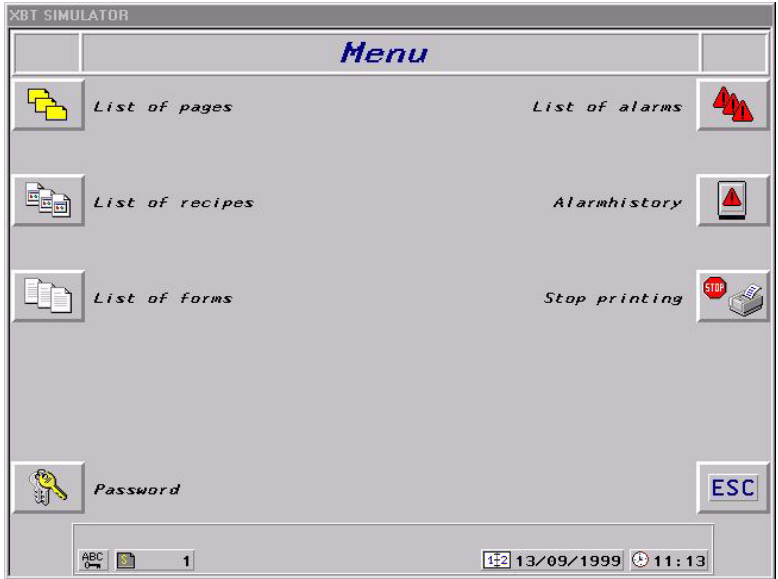 XBT SIMULATOR
Menu
List of pages
List of alarms
List of recipes
Alarmhistory
List of forms
Stop printing
STOP
Password
ESC
ABC
S
1
1 2
13/09/1999
11:13